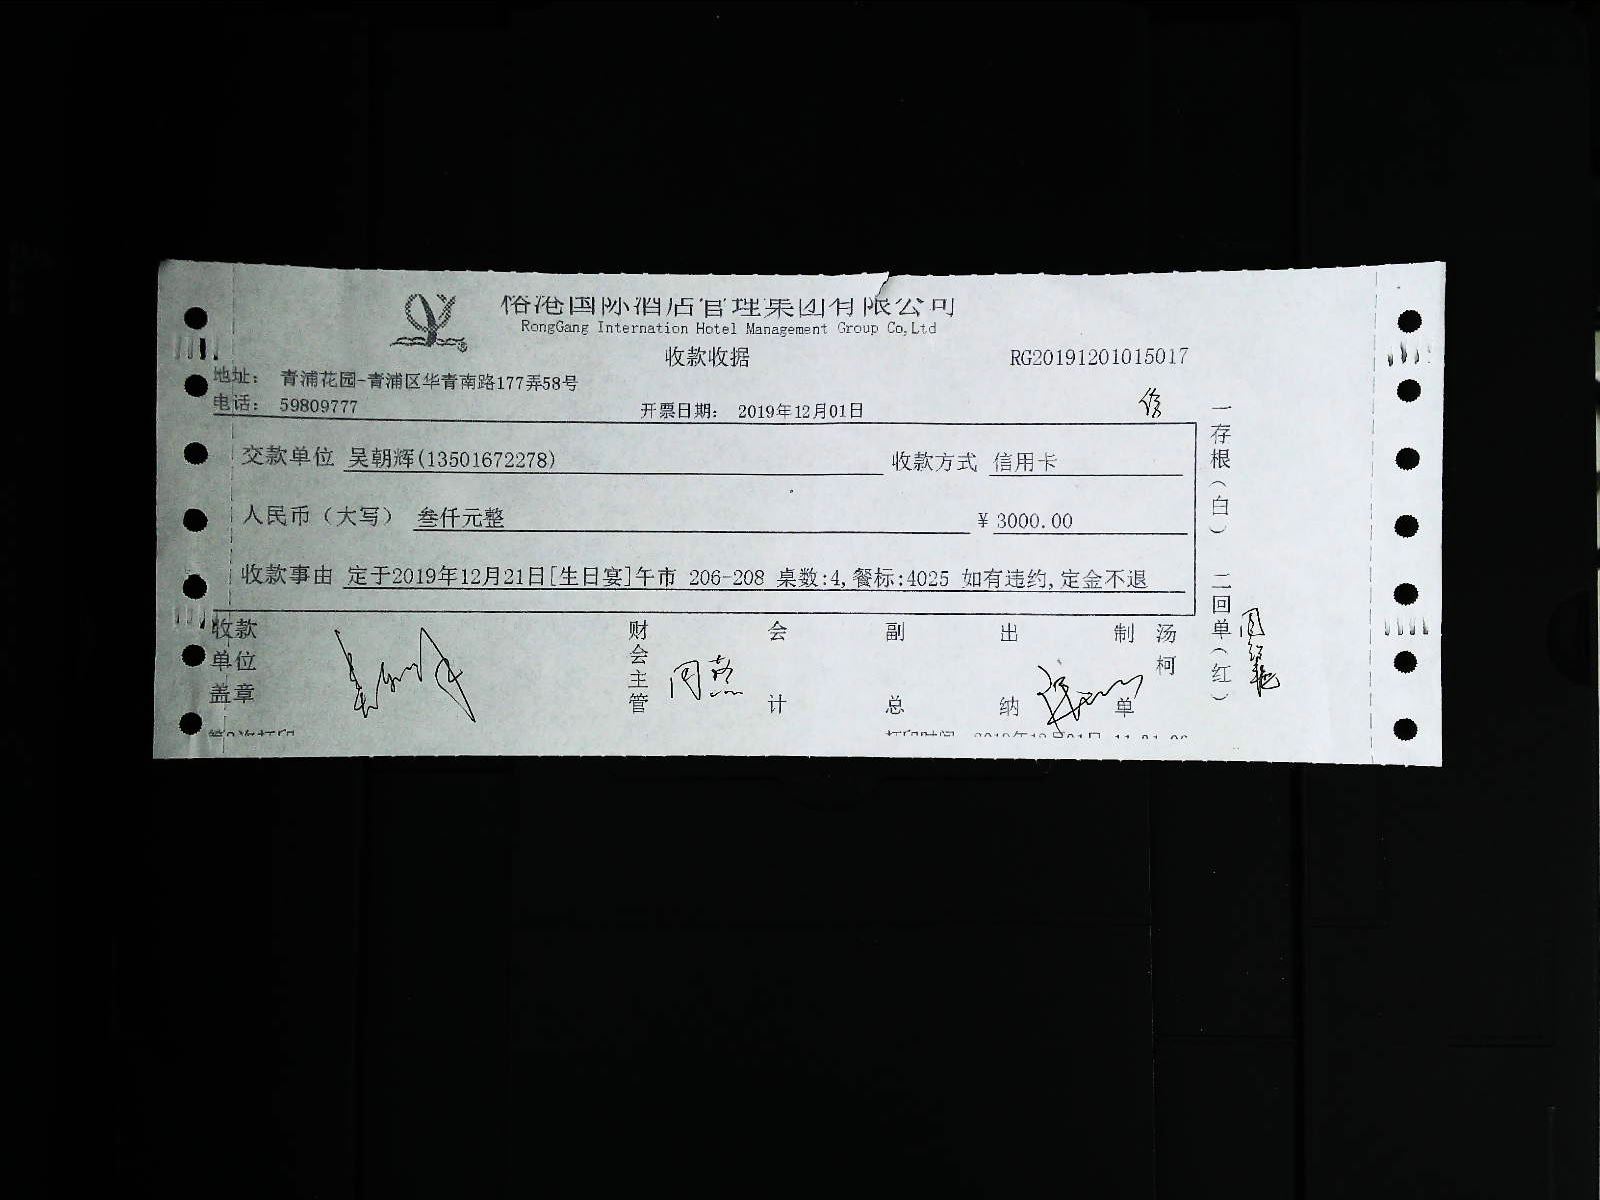 榕港国际酒店管理集团有限公司
RongGang Internation Hotel Management Group Co,Ltd
收款收据 RG20191201015017
地址： 青浦花园-青浦区华青南路177弄58号
电话： 59809777 开票日期： 2019年12月01日
交款单位 吴朝辉(13501672278) 收款方式 信用卡
人民币（大写） 叁仟元整 ¥ 3000.00
收款事由 定于2019年12月21日[生日宴]午市 206-208 桌数:4,餐标:4025 如有违约,定金不退
一存根（白） 二回单（红）
收款单位盖章 财会主管 会计 副总 出纳 制单 汤柯